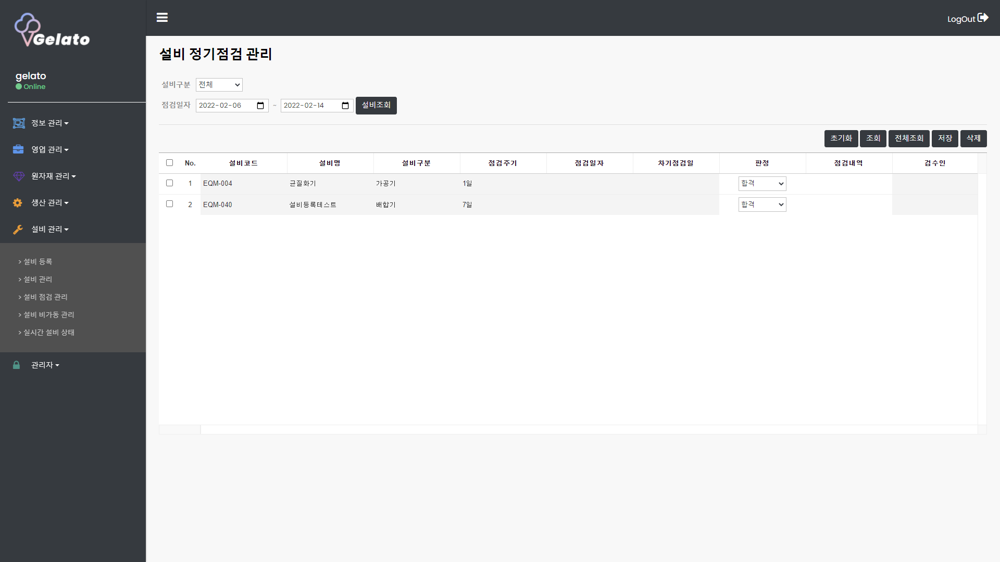 Gelato
LogOut
gelato
Online
정보 관리
영업 관리
원자재 관리
생산 관리
설비 관리
> 설비 등록
> 설비 관리
> 설비 점검 관리
> 설비 비가동 관리
> 실시간 설비 상태
관리자
설비 정기점검 관리
설비구분 전체
점검일자 2022-02-06 ~ 2022-02-14 설비조회
초기화 조회 전체조회 저장 삭제
No. 설비코드 설비명 설비구분 점검주기 점검일자 차기점검일 판정 점검내역 검수인
1 EQM-004 균질화기 가공기 1일 합격
2 EQM-040 설비등록테스트 배합기 7일 합격